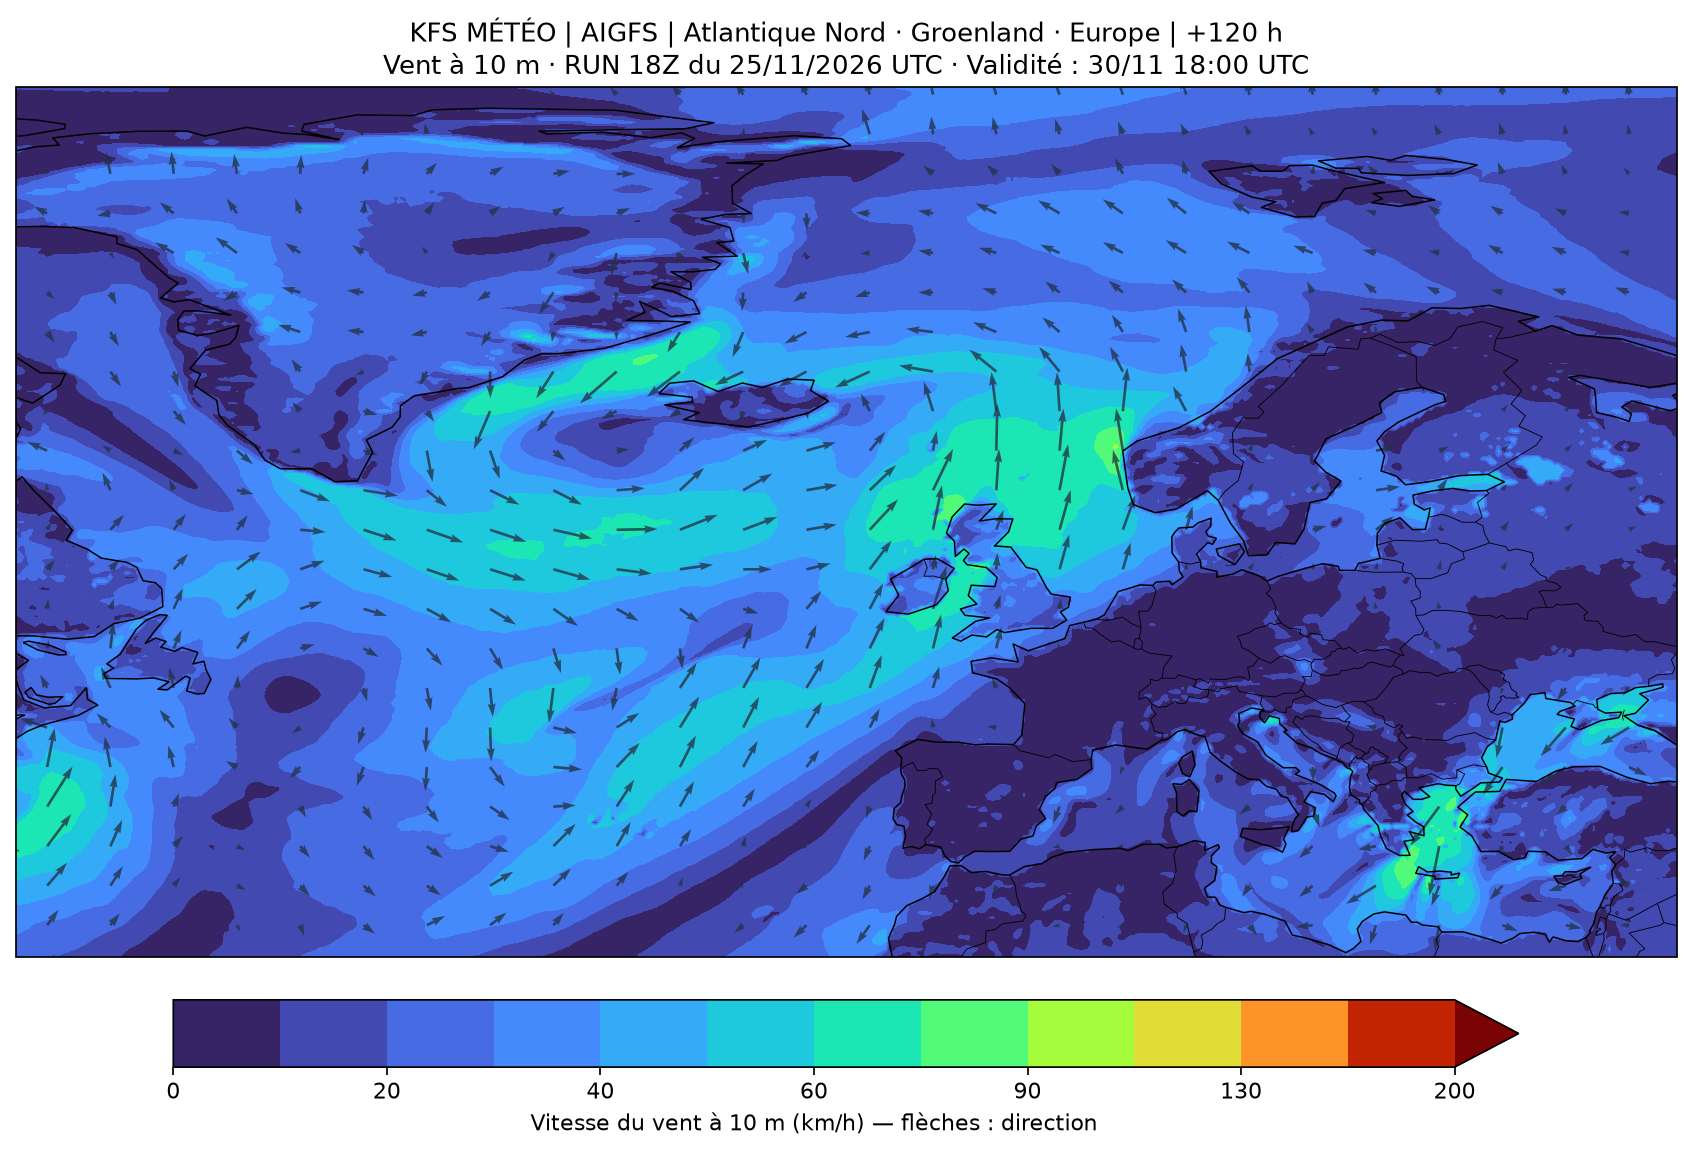 KFS MÉTÉO | AIGFS | Atlantique Nord · Groenland · Europe | +120 h
Vent à 10 m · RUN 18Z du 25/11/2026 UTC · Validité : 30/11 18:00 UTC
0 20 40 60 90 130 200
Vitesse du vent à 10 m (km/h) — flèches : direction